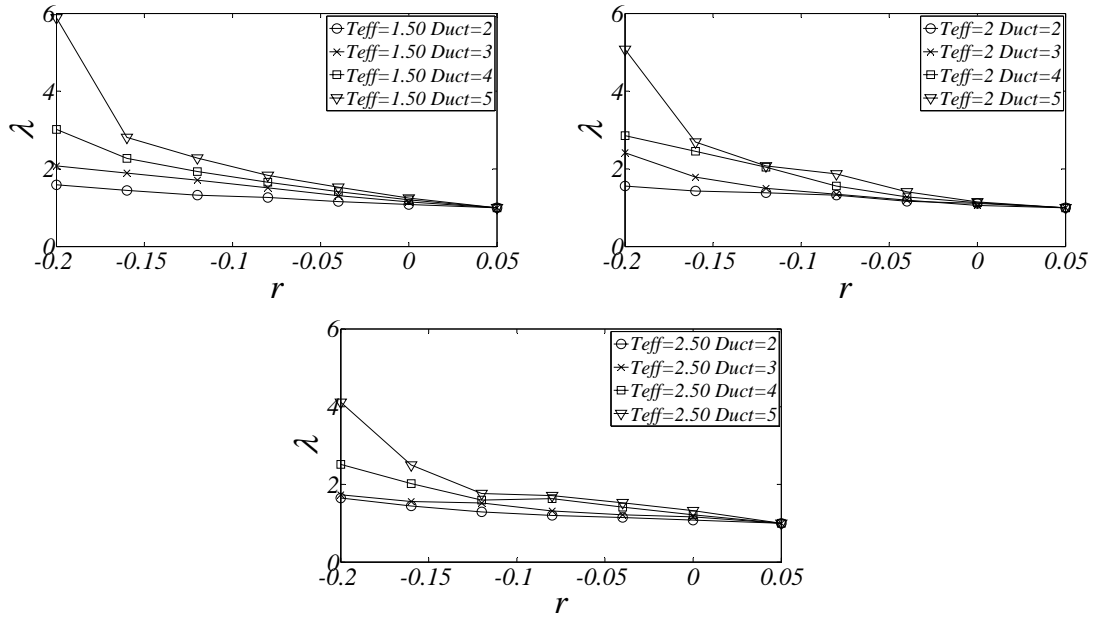 6
4
2
0
λ
-0.2 -0.15 -0.1 -0.05 0 0.05
r
Teff=1.50 Duct=2
Teff=1.50 Duct=3
Teff=1.50 Duct=4
Teff=1.50 Duct=5
6
4
2
0
λ
-0.2 -0.15 -0.1 -0.05 0 0.05
r
Teff=2 Duct=2
Teff=2 Duct=3
Teff=2 Duct=4
Teff=2 Duct=5
6
4
2
0
λ
-0.2 -0.15 -0.1 -0.05 0 0.05
r
Teff=2.50 Duct=2
Teff=2.50 Duct=3
Teff=2.50 Duct=4
Teff=2.50 Duct=5